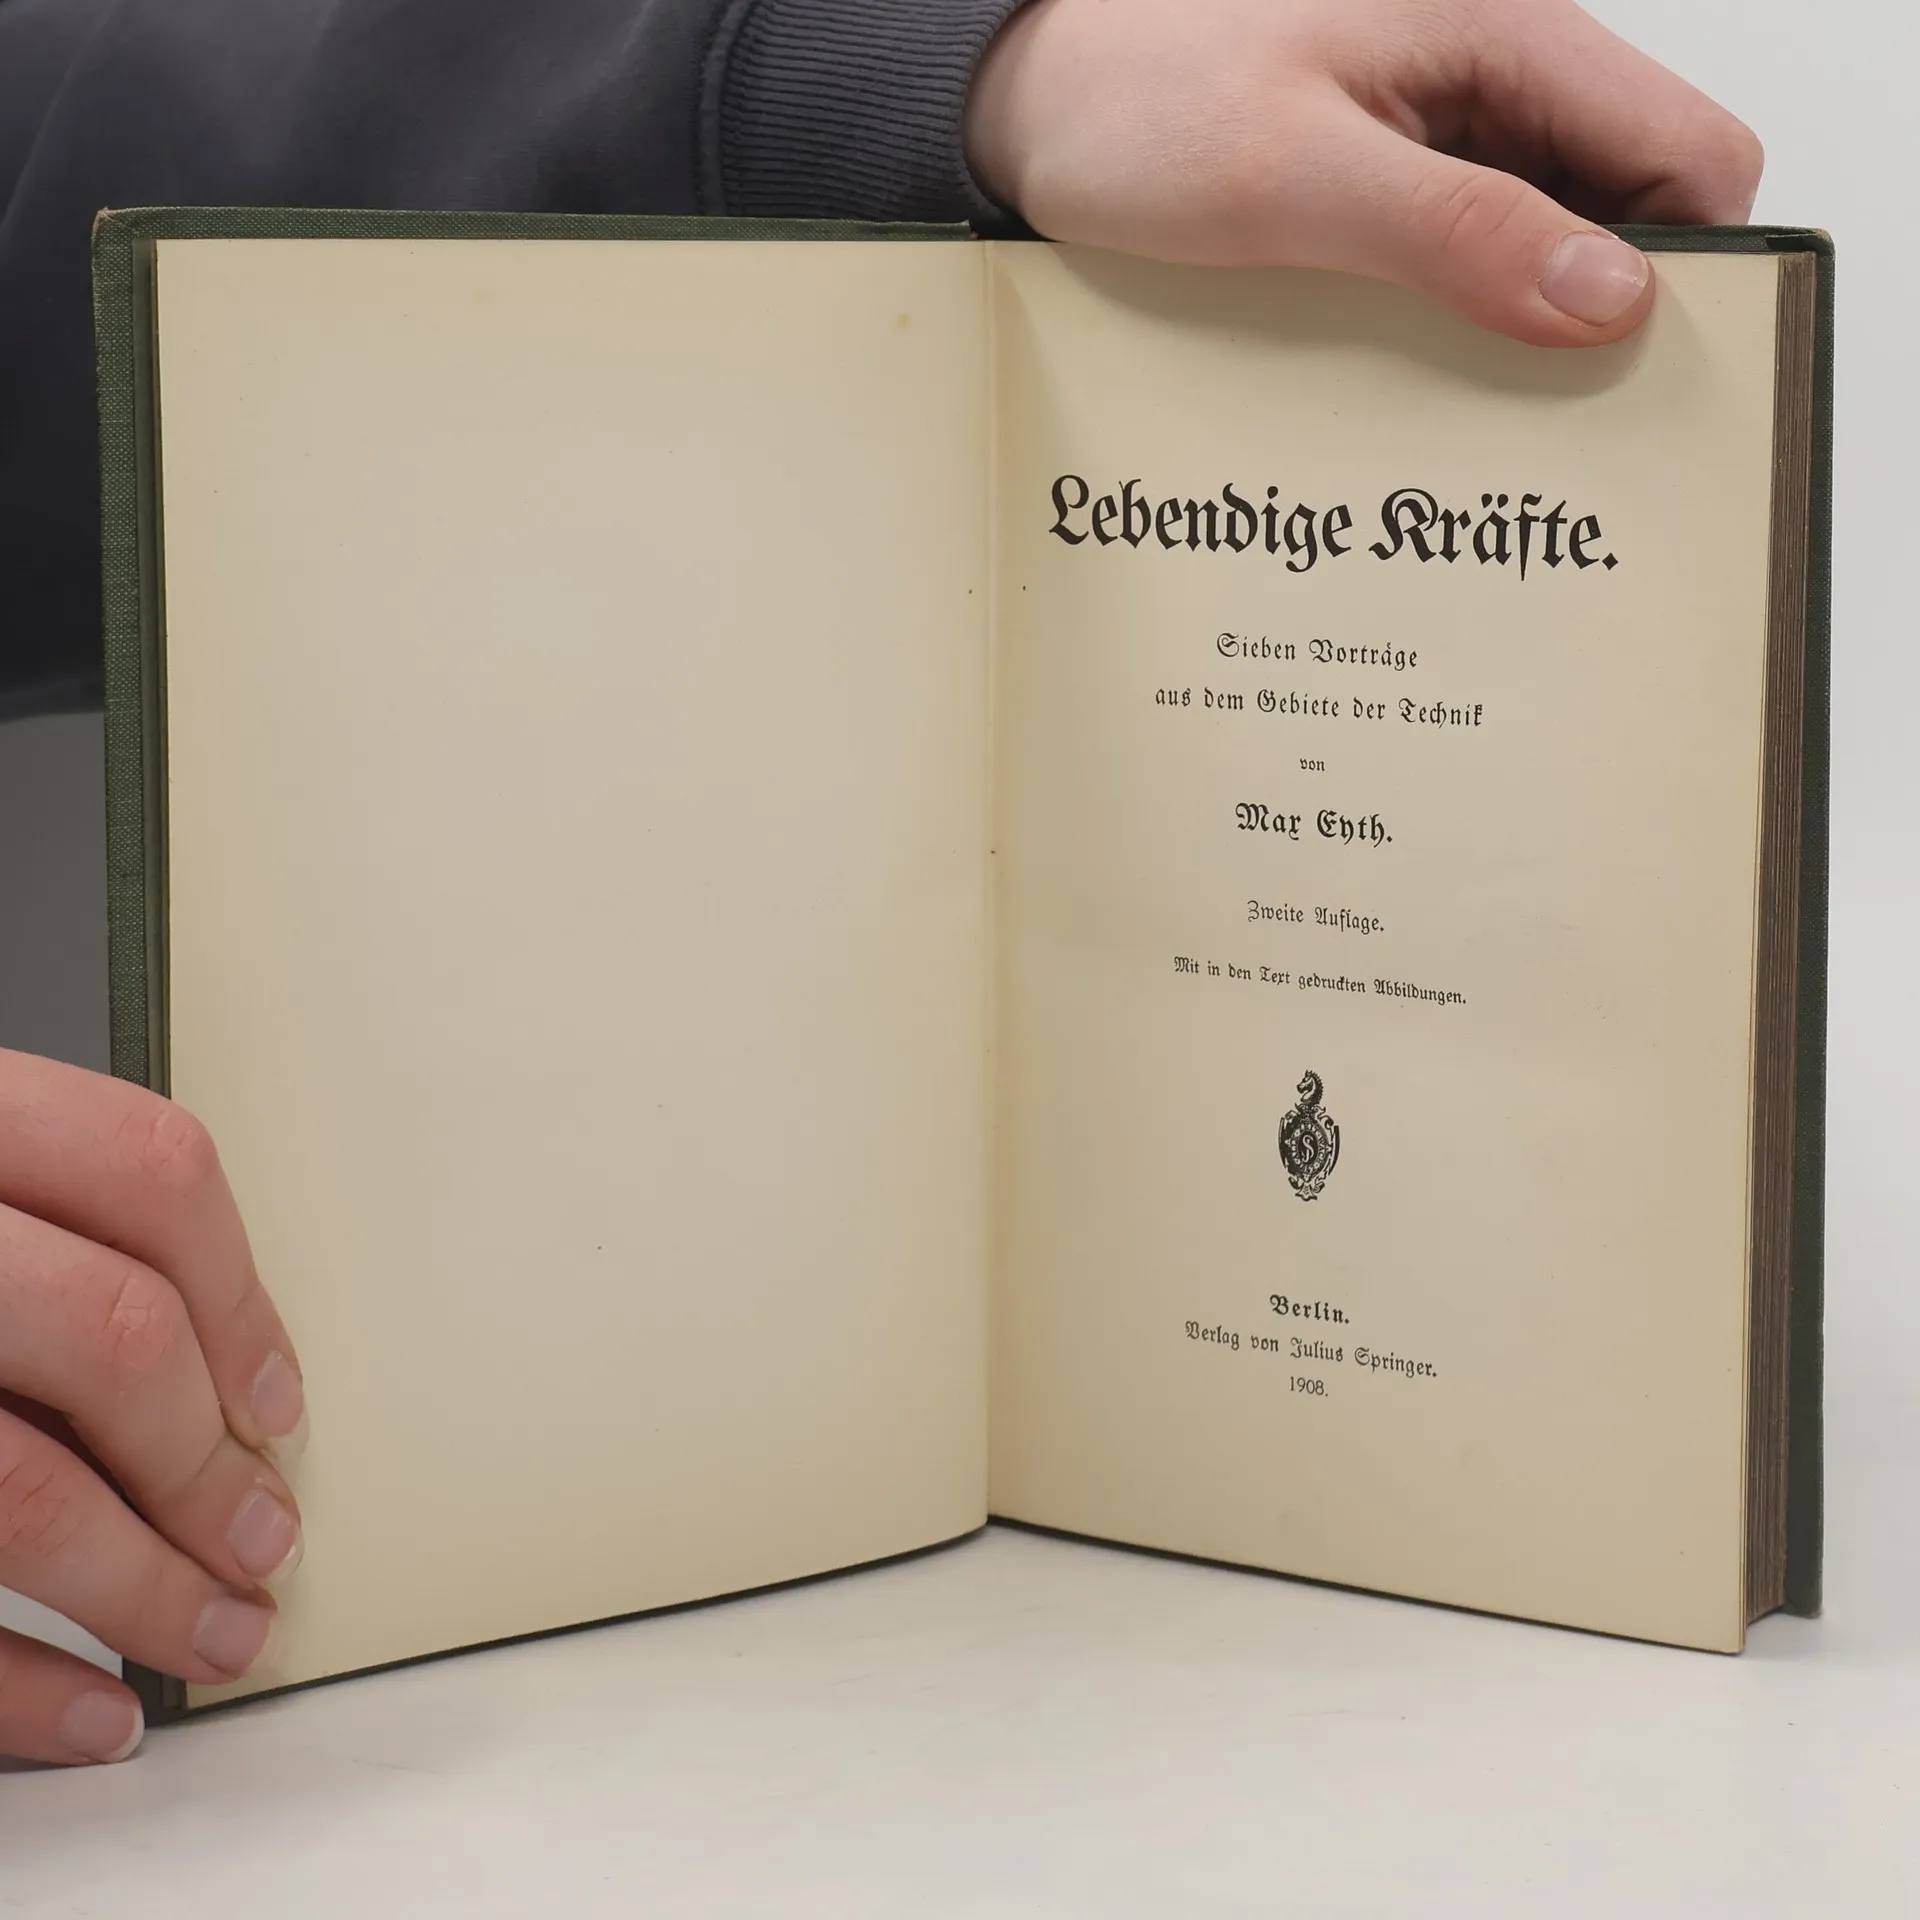 Lebendige Kräfte.
Sieben Vorträge
aus dem Gebiete der Technik
von
Max Eyth.
Zweite Auflage.
Mit in den Text gedruckten Abbildungen.
Berlin.
Verlag von Julius Springer.
1908.